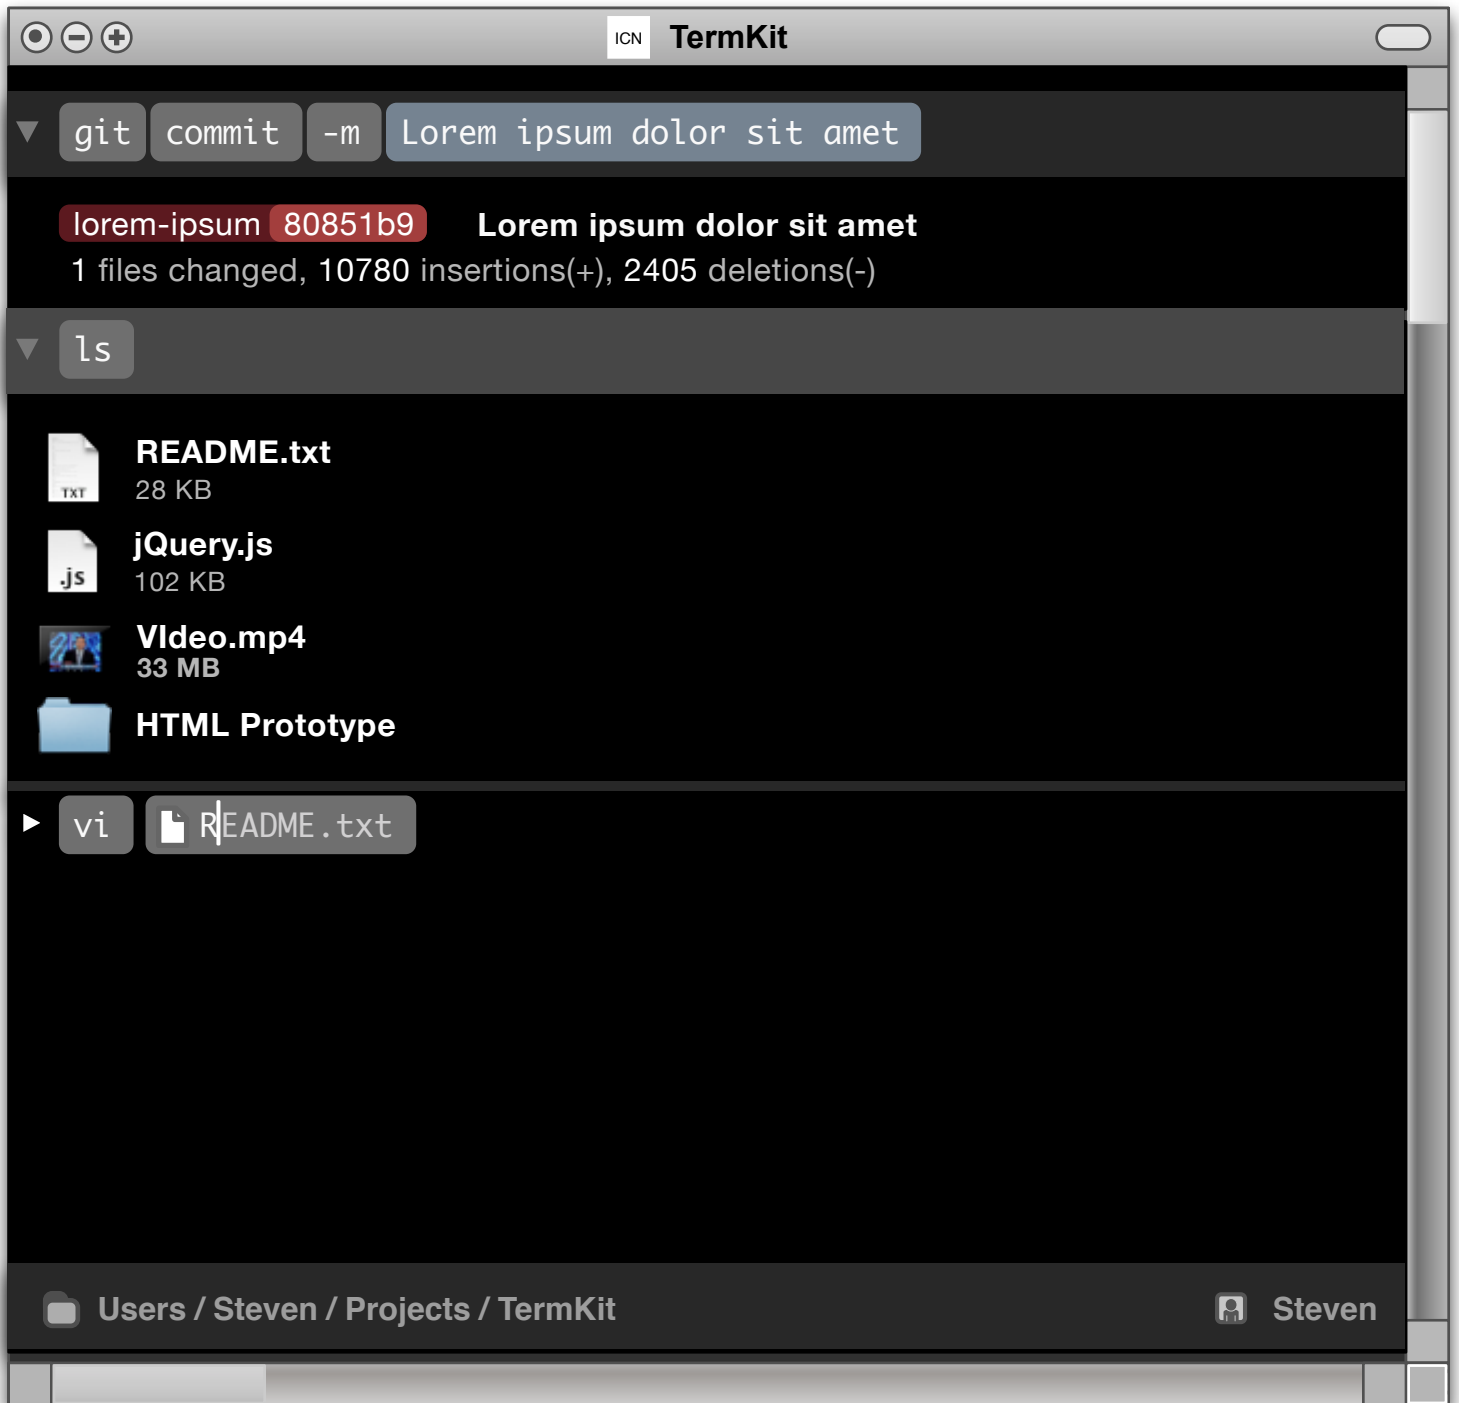 ICN TermKit
git commit -m Lorem ipsum dolor sit amet
lorem-ipsum 80851b9 Lorem ipsum dolor sit amet
1 files changed, 10780 insertions(+), 2405 deletions(-)
ls
TXT
README.txt
28 KB
.js
jQuery.js
102 KB
VIdeo.mp4
33 MB
HTML Prototype
vi README.txt
Users / Steven / Projects / TermKit
Steven